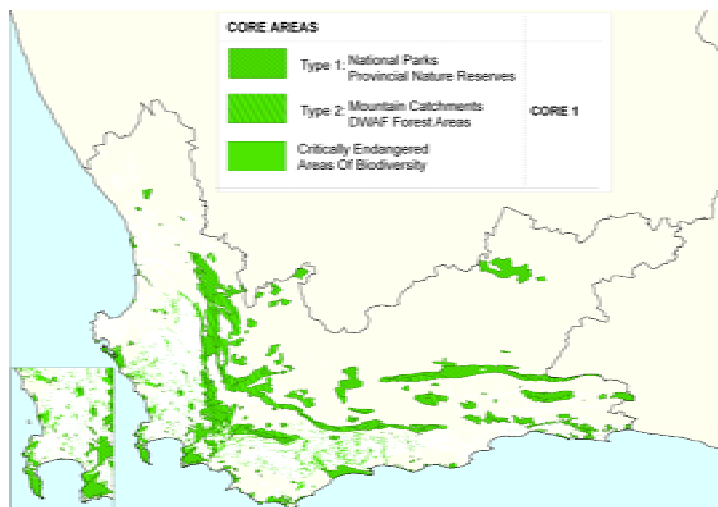 CORE AREAS
Type 1: National Parks
Provincial Nature Reserves
Type 2: Mountain Catchments
DWAF Forest Areas
CORE 1
Critically Endangered
Areas Of Biodiversity